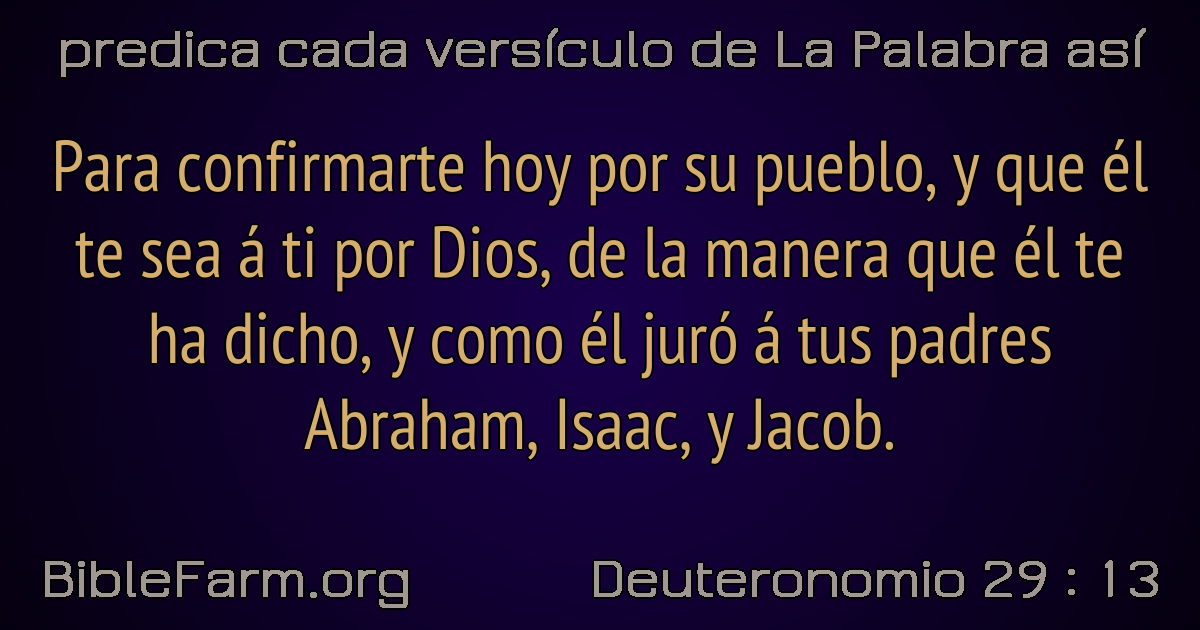 predica cada versículo de La Palabra así
Para confirmarte hoy por su pueblo, y que él
te sea á ti por Dios, de la manera que él te
ha dicho, y como él juró á tus padres
Abraham, Isaac, y Jacob.
BibleFarm.org
Deuteronomio 29 : 13